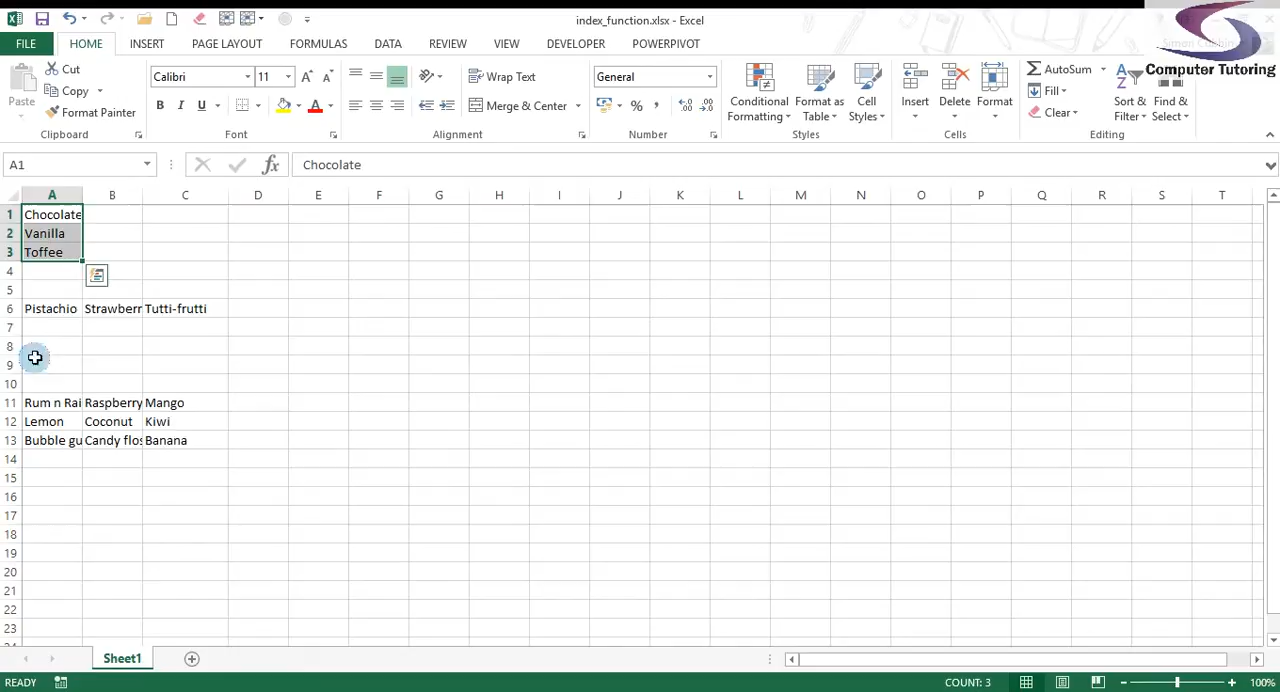 index_function.xlsx - Excel
FILE HOME INSERT PAGE LAYOUT FORMULAS DATA REVIEW VIEW DEVELOPER POWERPIVOT
Computer Tutoring
Paste
Cut
Copy
Format Painter
Clipboard
Calibri 11
B I U
Font
Wrap Text
Merge & Center
Alignment
General
Number
Conditional Formatting
Format as Table
Cell Styles
Styles
Insert Delete Format
Cells
AutoSum
Fill
Clear
Sort & Filter
Find & Select
Editing
A1 fx Chocolate
A B C D E F G H I J K L M N O P Q R S T
1 Chocolate
2 Vanilla
3 Toffee
4
5
6 Pistachio Strawberr Tutti-frutti
7
8
9
10
11 Rum n Rai Raspberry Mango
12 Lemon Coconut Kiwi
13 Bubble gu Candy flos Banana
14
15
16
17
18
19
20
21
22
23
Sheet1
READY COUNT: 3 100%